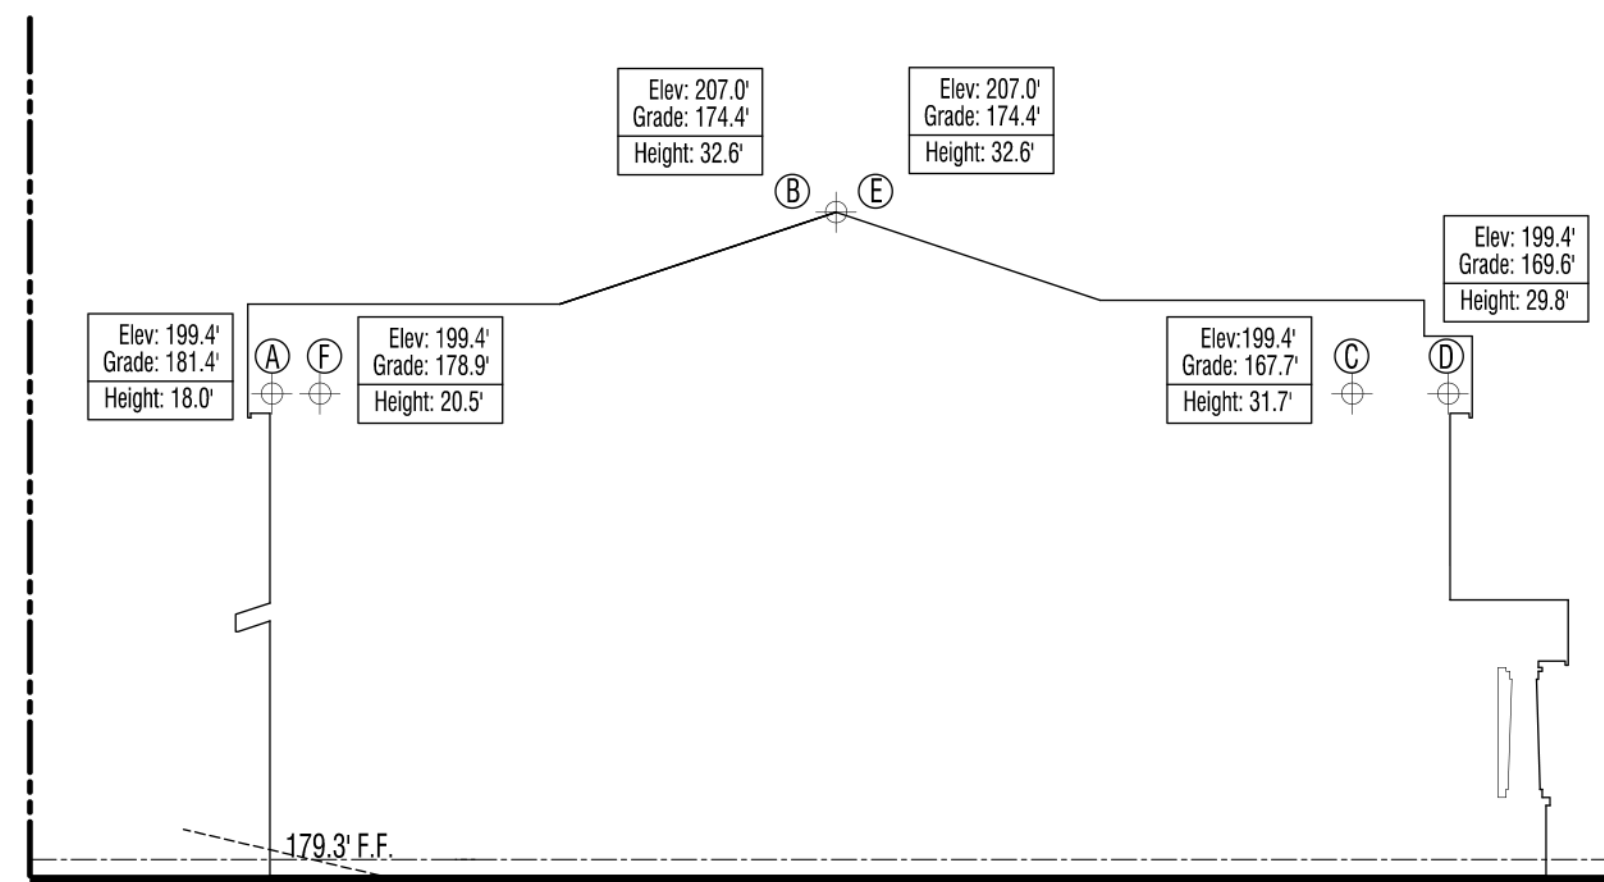 Elev: 207.0'
Grade: 174.4'
Height: 32.6'
Elev: 207.0'
Grade: 174.4'
Height: 32.6'
B
E
Elev: 199.4'
Grade: 169.6'
Height: 29.8'
Elev: 199.4'
Grade: 181.4'
Height: 18.0'
A
F
Elev: 199.4'
Grade: 178.9'
Height: 20.5'
Elev:199.4'
Grade: 167.7'
Height: 31.7'
C
D
179.3' F.F.